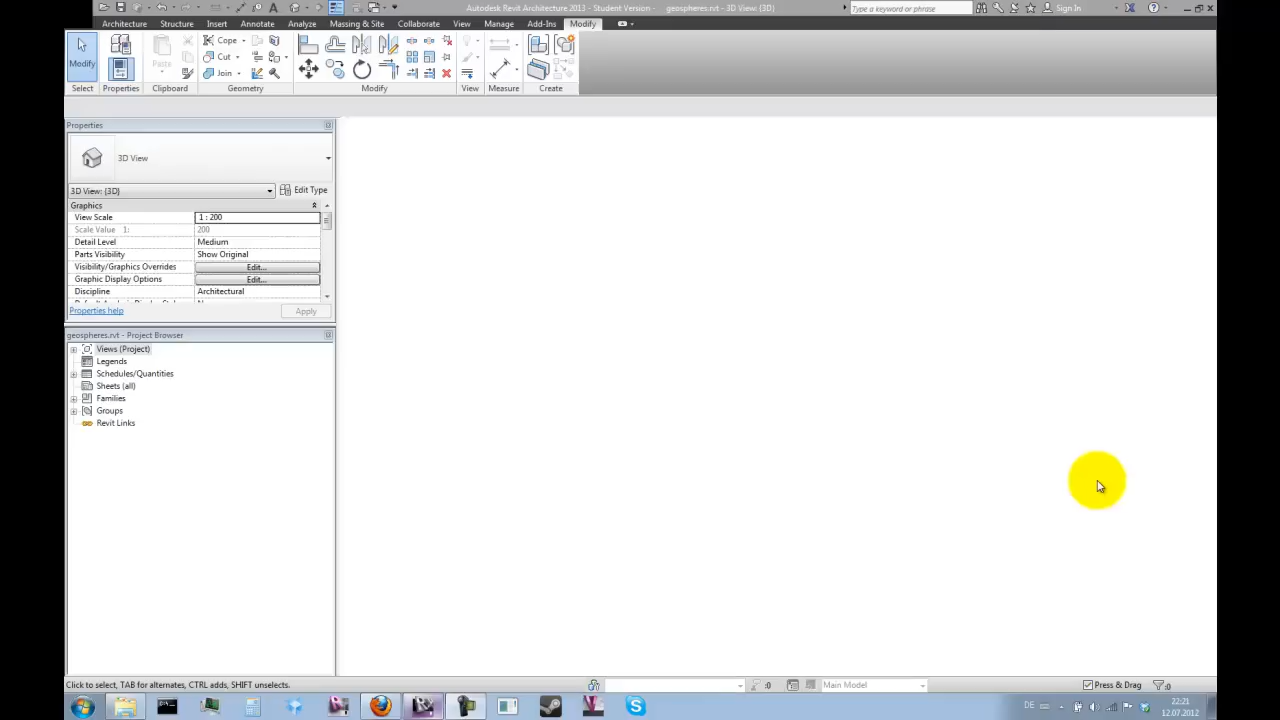 Autodesk Revit Architecture 2013 - Student Version - geospheres.rvt - 3D View: {3D}
Type a keyword or phrase
Sign In
Architecture Structure Insert Annotate Analyze Massing & Site Collaborate View Manage Add-Ins Modify
Modify
Paste
Cope
Cut
Join
Select Properties Clipboard Geometry Modify View Measure Create
Properties
3D View
3D View: {3D}
Edit Type
Graphics
View Scale 1 : 200
Scale Value 1: 200
Detail Level Medium
Parts Visibility Show Original
Visibility/Graphics Overrides Edit...
Graphic Display Options Edit...
Discipline Architectural
Properties help
Apply
geospheres.rvt - Project Browser
Views (Project)
Legends
Schedules/Quantities
Sheets (all)
Families
Groups
Revit Links
Click to select, TAB for alternates, CTRL adds, SHIFT unselects.
:0
Main Model
Press & Drag
:0
DE
22:21
12.07.2012